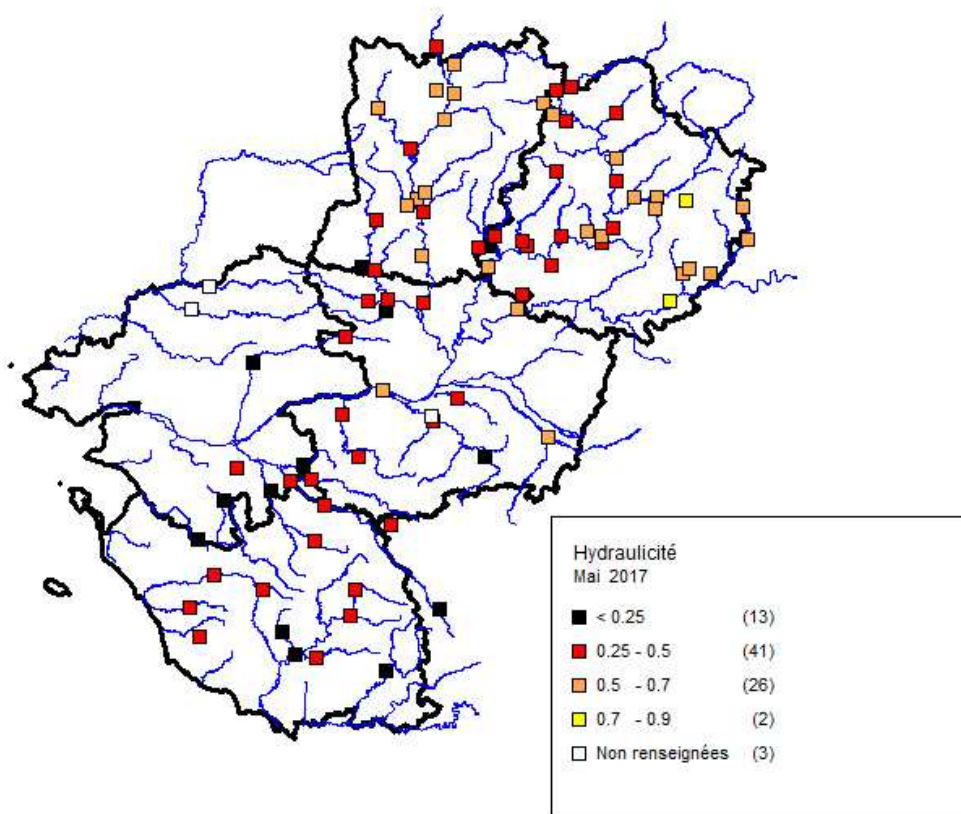 Hydraulicité
Mai 2017
< 0.25 (13)
0.25 - 0.5 (41)
0.5 - 0.7 (26)
0.7 - 0.9 (2)
Non renseignées (3)